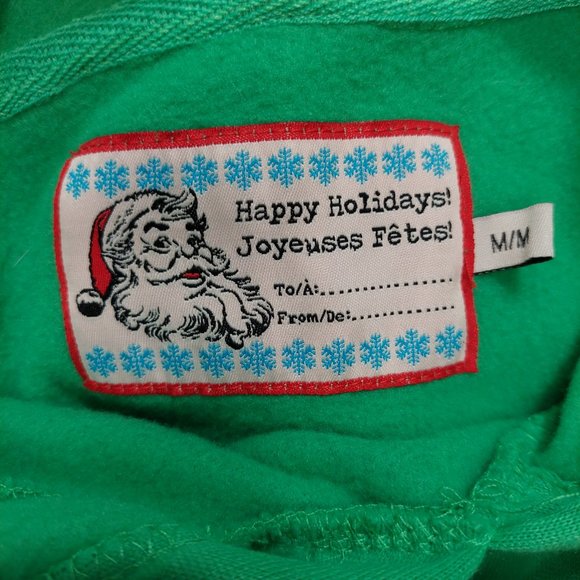 Happy Holidays!
Joyeuses Fêtes!
To/À:...............
From/De:............
M/M